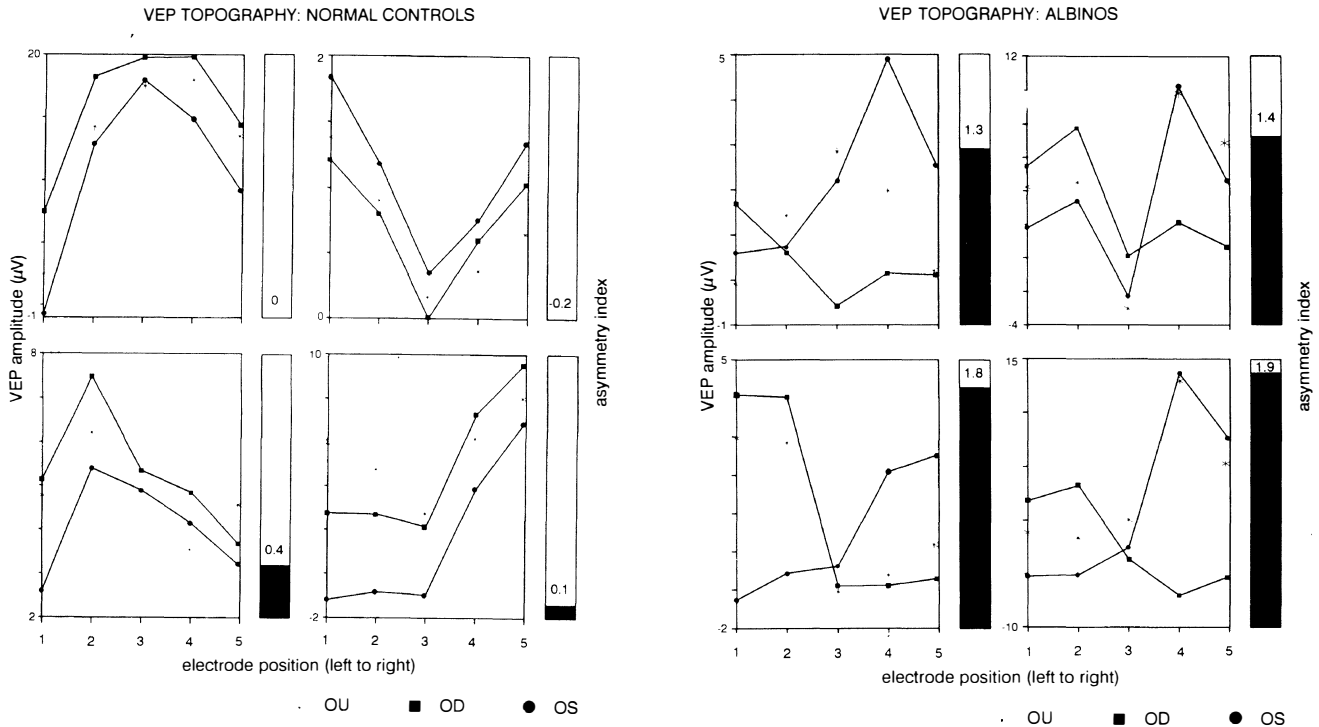 VEP TOPOGRAPHY: NORMAL CONTROLS
VEP amplitude (µV)
20
-1
0
2
0
-0.2
8
2
0.4
10
-2
0.1
1 2 3 4 5
1 2 3 4 5
electrode position (left to right)
asymmetry index
OU OD OS
VEP TOPOGRAPHY: ALBINOS
VEP amplitude (µV)
5
-1
1.3
12
-4
1.4
5
-2
1.8
15
-10
1.9
1 2 3 4 5
1 2 3 4 5
electrode position (left to right)
asymmetry index
OU OD OS